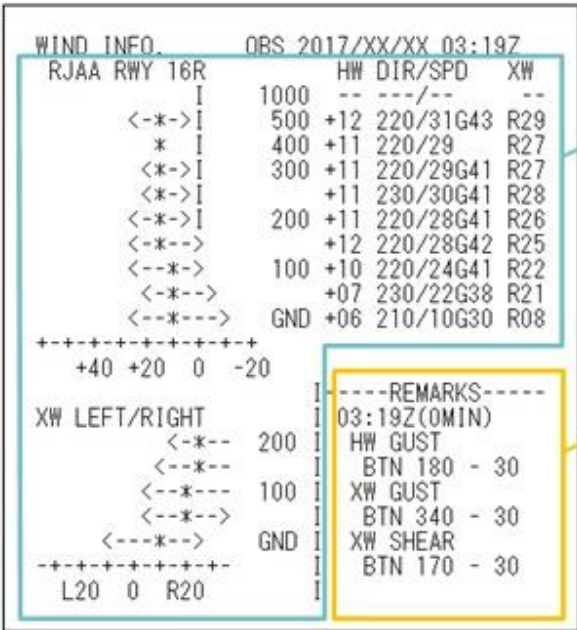 WIND INFO.    OBS 2017/XX/XX 03:19Z
RJAA RWY 16R            HW DIR/SPD   XW
            I    1000  -- ---/--     --
      <-*->I     500 +12 220/31G43 R29
        *  I     400 +11 220/29    R27
       <*->I     300 +11 220/29G41 R27
       <*->I         +11 230/30G41 R28
      <-*->I     200 +11 220/28G41 R26
      <-*-->         +12 220/28G42 R25
      <--*->     100 +10 220/24G41 R22
       <-*-->        +07 230/22G38 R21
      <--*--->   GND +06 210/10G30 R08
+-+-+-+-+-+-+-+-+
+40 +20  0  -20
I-----REMARKS-----
XW LEFT/RIGHT         I 03:19Z(0MIN)
         <-*--   200  I  HW GUST
        <--*--        I   BTN 180 - 30
       <--*---   100  I  XW GUST
       <--*-->        I   BTN 340 - 30
    <---*-->     GND  I  XW SHEAR
-+-+-+-+-+-+-+-       I   BTN 170 - 30
L20  0  R20           I